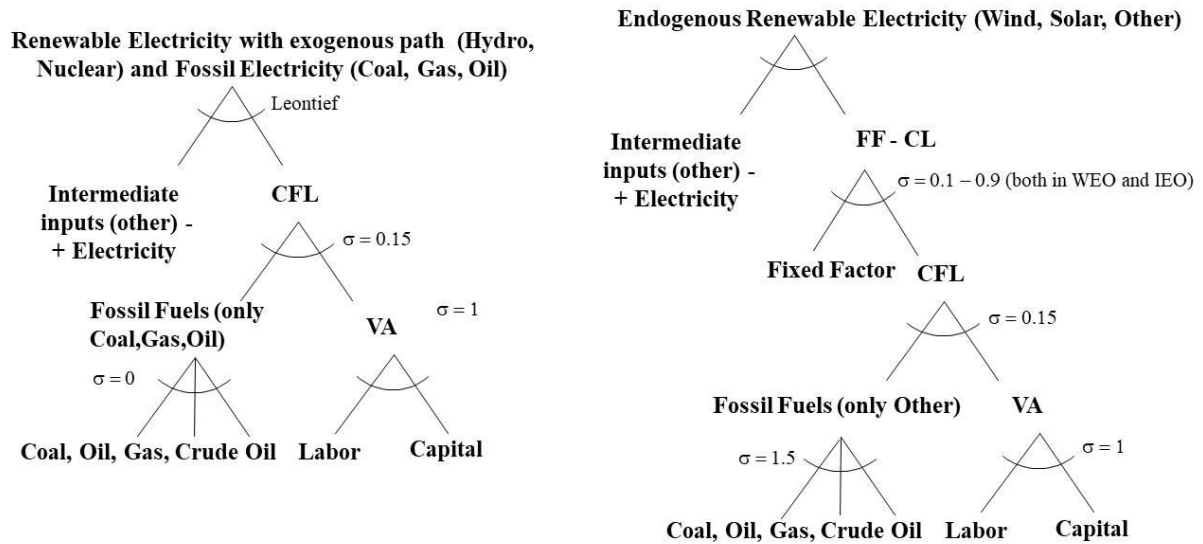 Renewable Electricity with exogenous path (Hydro,
Nuclear) and Fossil Electricity (Coal, Gas, Oil)
Leontief
Intermediate
inputs (other) -
+ Electricity
CFL
σ = 0.15
Fossil Fuels (only
Coal,Gas,Oil)
σ = 1
VA
σ = 0
Coal, Oil, Gas, Crude Oil
Labor
Capital
Endogenous Renewable Electricity (Wind, Solar, Other)
Intermediate
inputs (other) -
+ Electricity
FF - CL
σ = 0.1 – 0.9 (both in WEO and IEO)
Fixed Factor
CFL
σ = 0.15
Fossil Fuels (only Other)
VA
σ = 1.5
σ = 1
Coal, Oil, Gas, Crude Oil
Labor
Capital